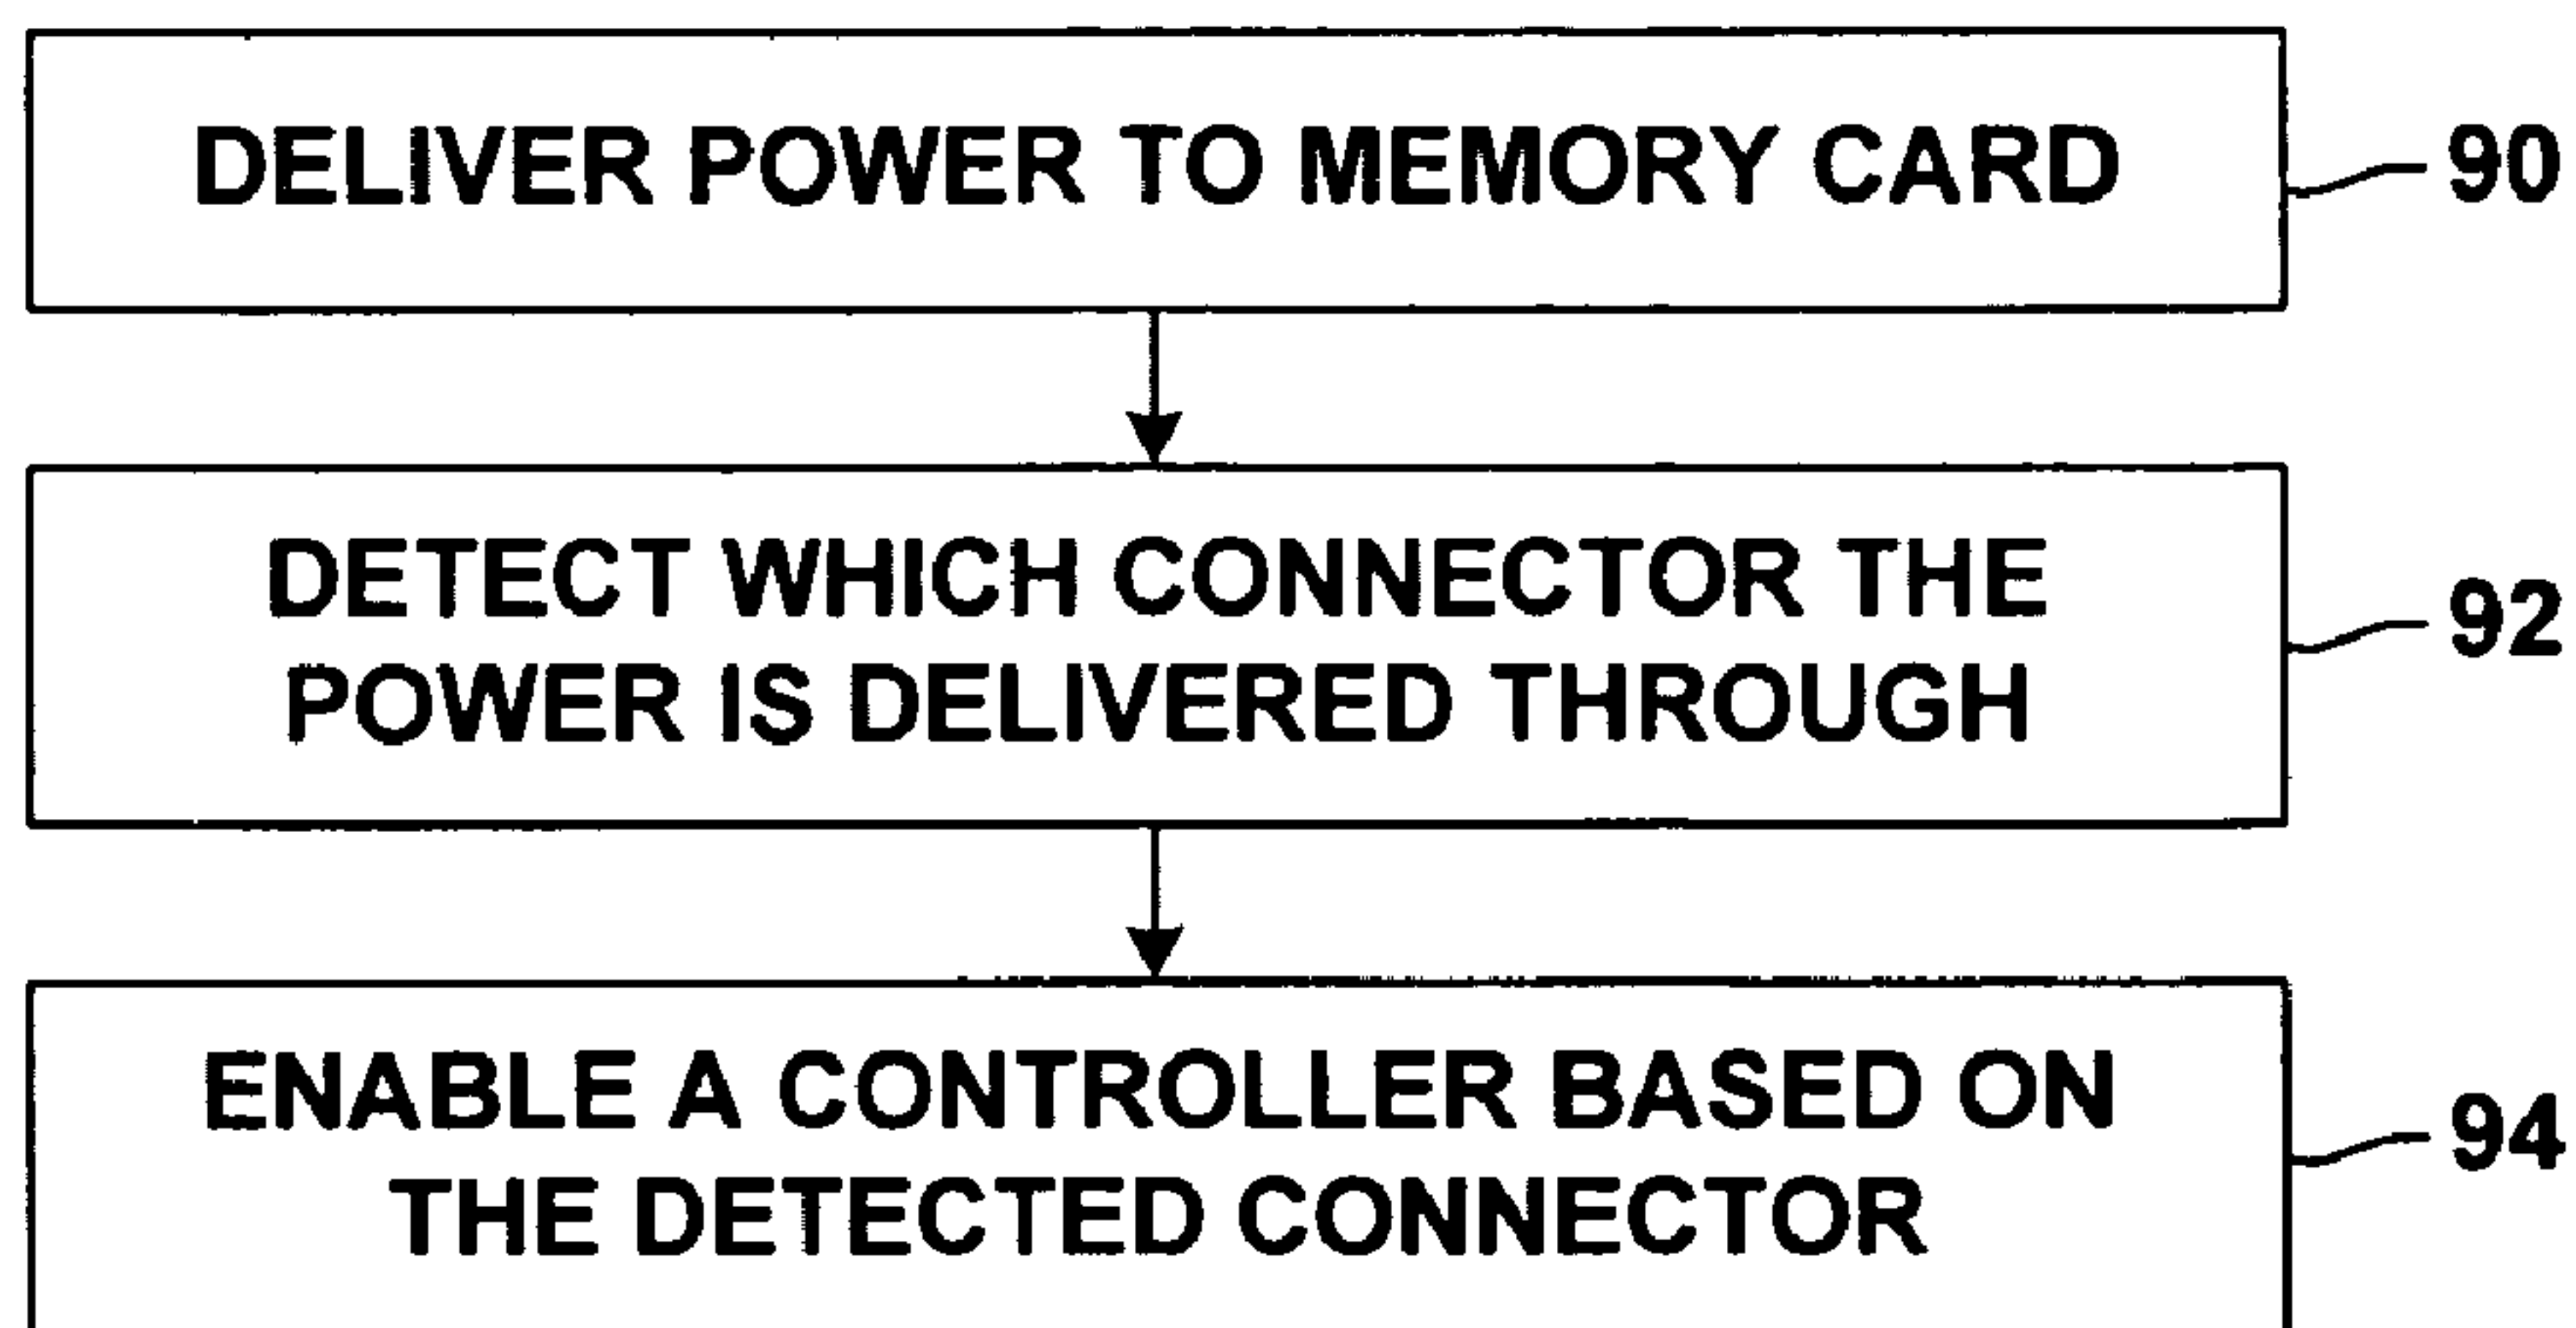 DELIVER POWER TO MEMORY CARD
90
DETECT WHICH CONNECTOR THE
POWER IS DELIVERED THROUGH
92
ENABLE A CONTROLLER BASED ON
THE DETECTED CONNECTOR
94